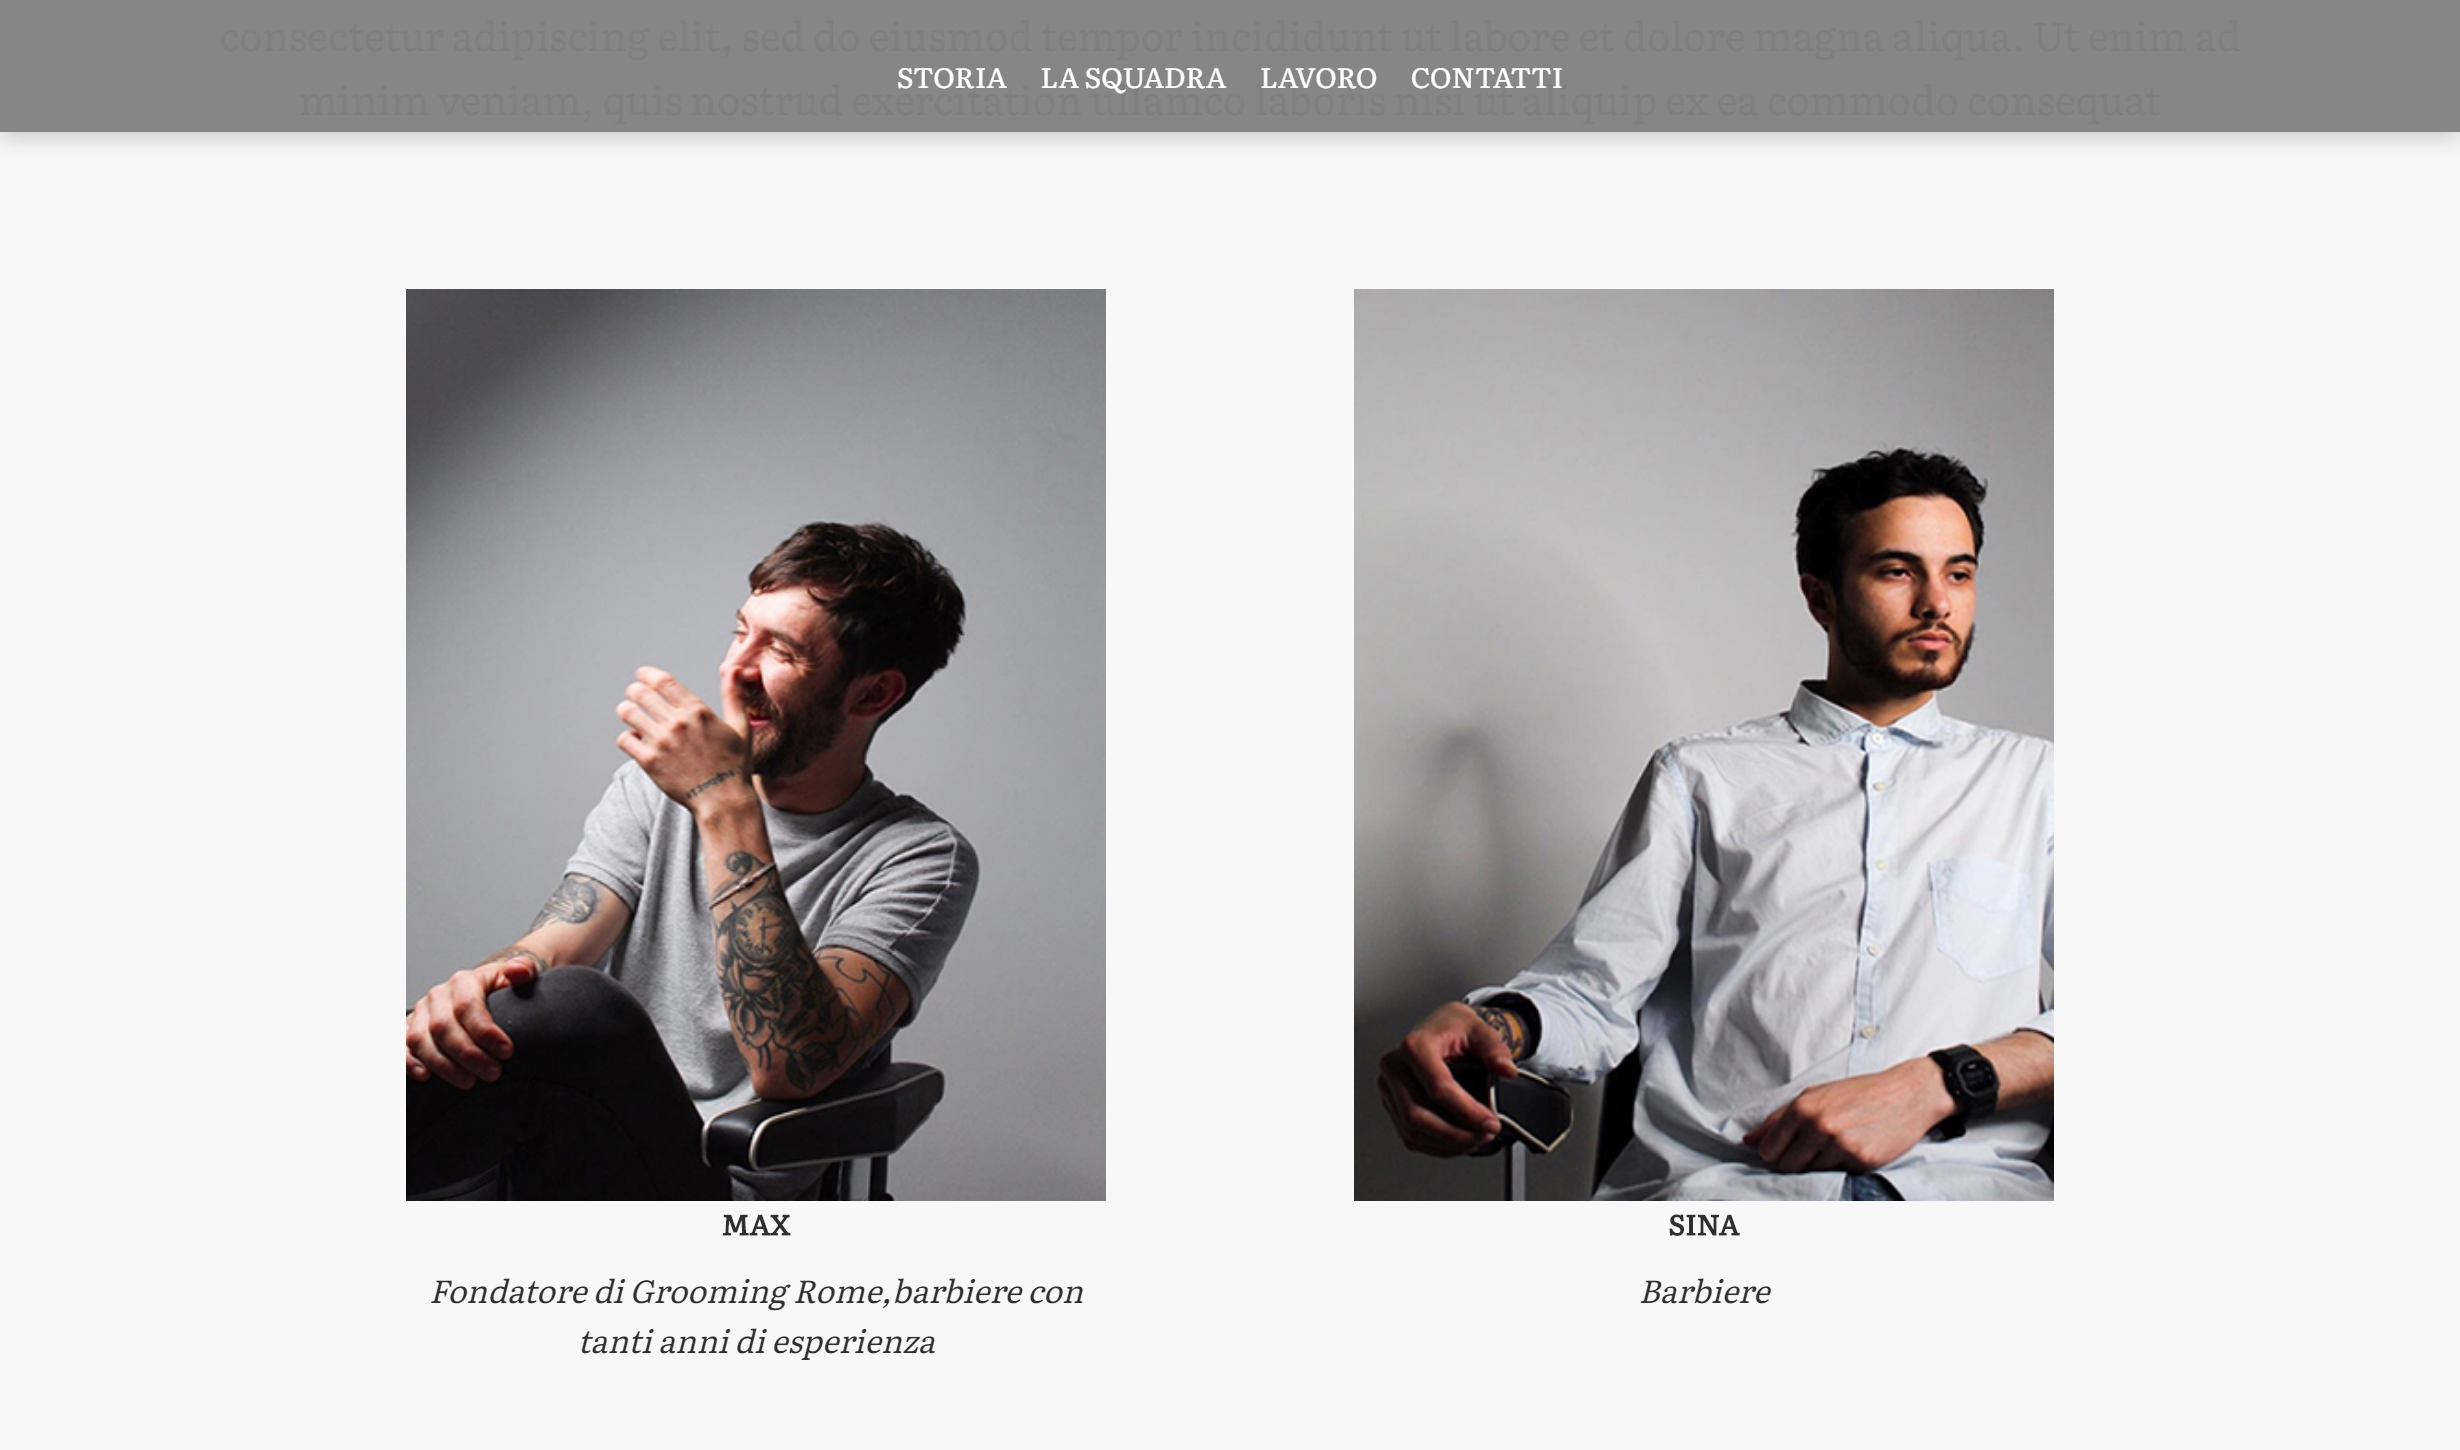 consectetur adipiscing elit, sed do eiusmod tempor incididunt ut labore et dolore magna aliqua. Ut enim ad
STORIA LA SQUADRA LAVORO CONTATTI
minim veniam, quis nostrud exercitation ullamco laboris nisi ut aliquip ex ea commodo consequat
MAX
Fondatore di Grooming Rome,barbiere con
tanti anni di esperienza
SINA
Barbiere